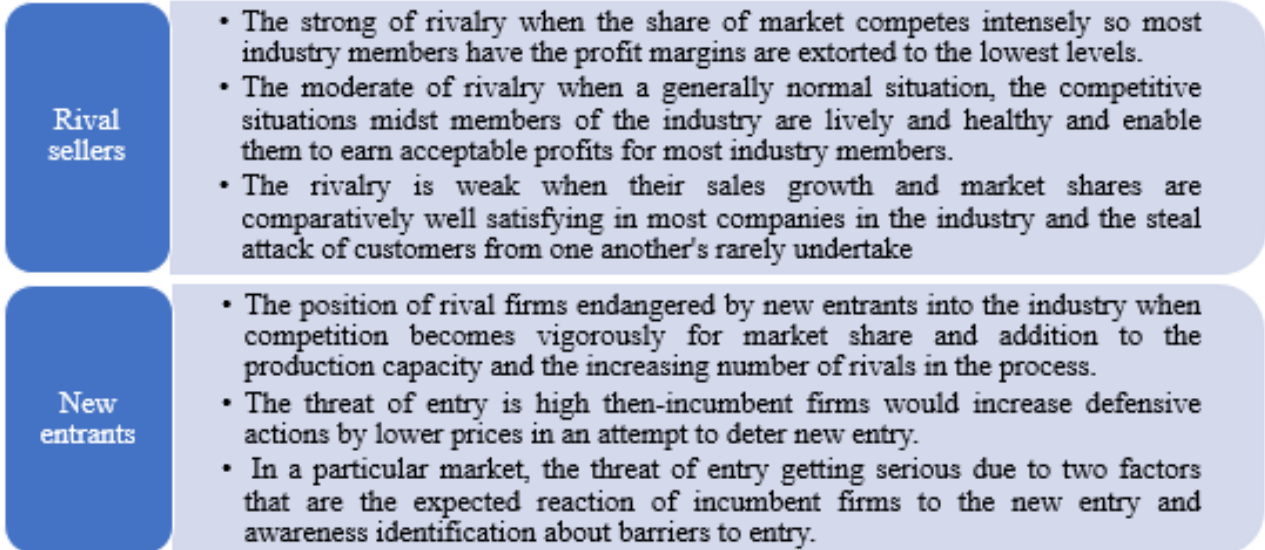 Rival
sellers
• The strong of rivalry when the share of market competes intensely so most
industry members have the profit margins are extorted to the lowest levels.
• The moderate of rivalry when a generally normal situation, the competitive
situations midst members of the industry are lively and healthy and enable
them to earn acceptable profits for most industry members.
• The rivalry is weak when their sales growth and market shares are
comparatively well satisfying in most companies in the industry and the steal
attack of customers from one another's rarely undertake
New
entrants
• The position of rival firms endangered by new entrants into the industry when
competition becomes vigorously for market share and addition to the
production capacity and the increasing number of rivals in the process.
• The threat of entry is high then-incumbent firms would increase defensive
actions by lower prices in an attempt to deter new entry.
• In a particular market, the threat of entry getting serious due to two factors
that are the expected reaction of incumbent firms to the new entry and
awareness identification about barriers to entry.